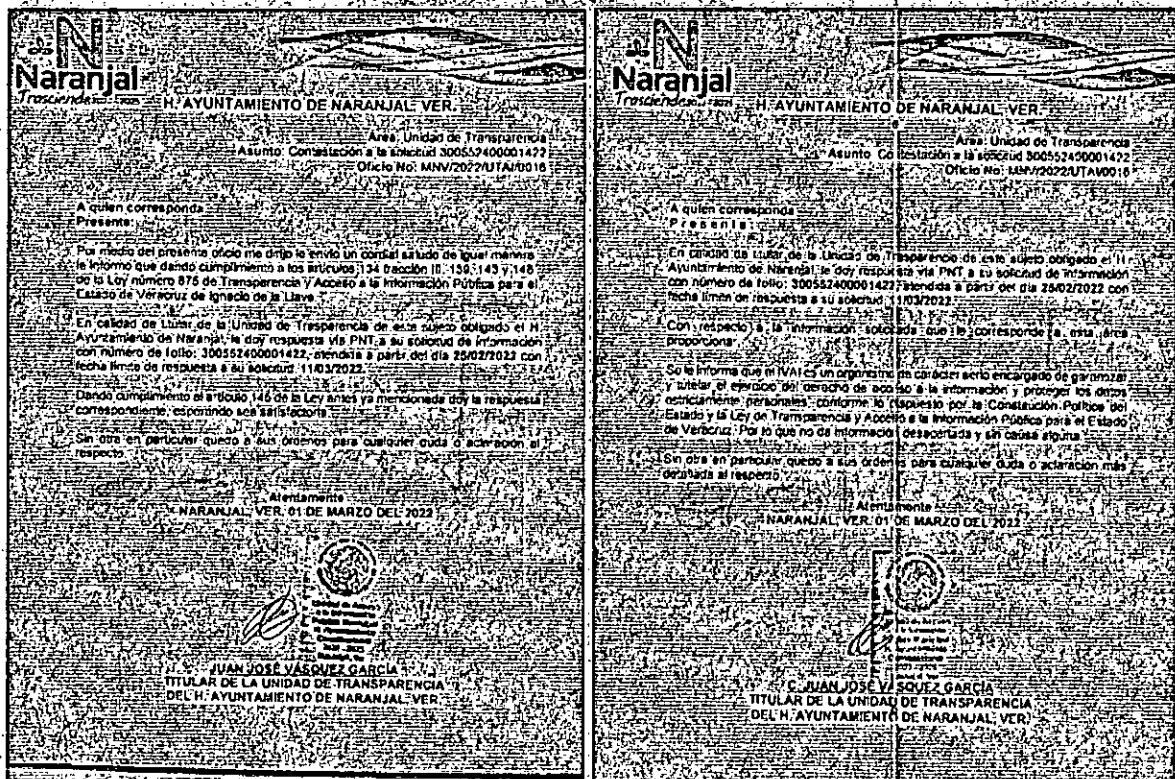 N
Naranjal
Trasciende
H. AYUNTAMIENTO DE NARANJAL, VER.
Área: Unidad de Transparencia
Asunto: Contestación a la solicitud 300552400001422
Oficio No: MNV/2022/UTAI/0016
A quien corresponda
Presente:
Por medio del presente oficio me dirijo le envío un cordial saludo de igual manera
le informo que dando cumplimiento a los artículos 134 fracción III, 139, 143 y 148
de la Ley número 875 de Transparencia y Acceso a la Información Pública para el
Estado de Veracruz de Ignacio de la Llave.
En calidad de titular de la Unidad de Trasparencia de este sujeto obligado el H.
Ayuntamiento de Naranjal, le doy respuesta vía PNT a su solicitud de información
con número de folio: 300552400001422, atendida a partir del día 25/02/2022 con
fecha límite de respuesta a su solicitud 11/03/2022.
Dando cumplimiento al artículo 145 de la Ley antes ya mencionada doy la respuesta
correspondiente, esperando sea satisfactoria.
Sin otra en particular quedo a sus órdenes para cualquier duda o aclaración al
respecto.
Atentamente
NARANJAL, VER. 01 DE MARZO DEL 2022
JUAN JOSÉ VÁSQUEZ GARCÍA
TITULAR DE LA UNIDAD DE TRANSPARENCIA
DEL H. AYUNTAMIENTO DE NARANJAL, VER.
N
Naranjal
Trasciende
H. AYUNTAMIENTO DE NARANJAL, VER.
Área: Unidad de Transparencia
Asunto: Contestación a la solicitud 300552400001422
Oficio No: MNV/2022/UTAI/0016
A quien corresponda
Presente:
En calidad de titular de la Unidad de Trasparencia de este sujeto obligado el H.
Ayuntamiento de Naranjal, le doy respuesta vía PNT a su solicitud de información
con número de folio: 300552400001422, atendida a partir del día 25/02/2022 con
fecha límite de respuesta a su solicitud 11/03/2022.
Con respecto a la información solicitada que le corresponde a esta área
proporciona:
Se le informa que el IVAI es un organismo de carácter serio encargado de garantizar
y tutelar el ejercicio del derecho de acceso a la información y proteger los datos
estrictamente personales, conforme lo dispuesto por la Constitución Política del
Estado y la Ley de Transparencia y Acceso a la Información Pública para el Estado
de Veracruz. Por lo que no da información desacertada y sin causa alguna.
Sin otra en particular quedo a sus órdenes para cualquier duda o aclaración más
detallada al respecto.
Atentamente
NARANJAL, VER. 01 DE MARZO DEL 2022
C. JUAN JOSÉ VÁSQUEZ GARCÍA
TITULAR DE LA UNIDAD DE TRANSPARENCIA
DEL H. AYUNTAMIENTO DE NARANJAL, VER.